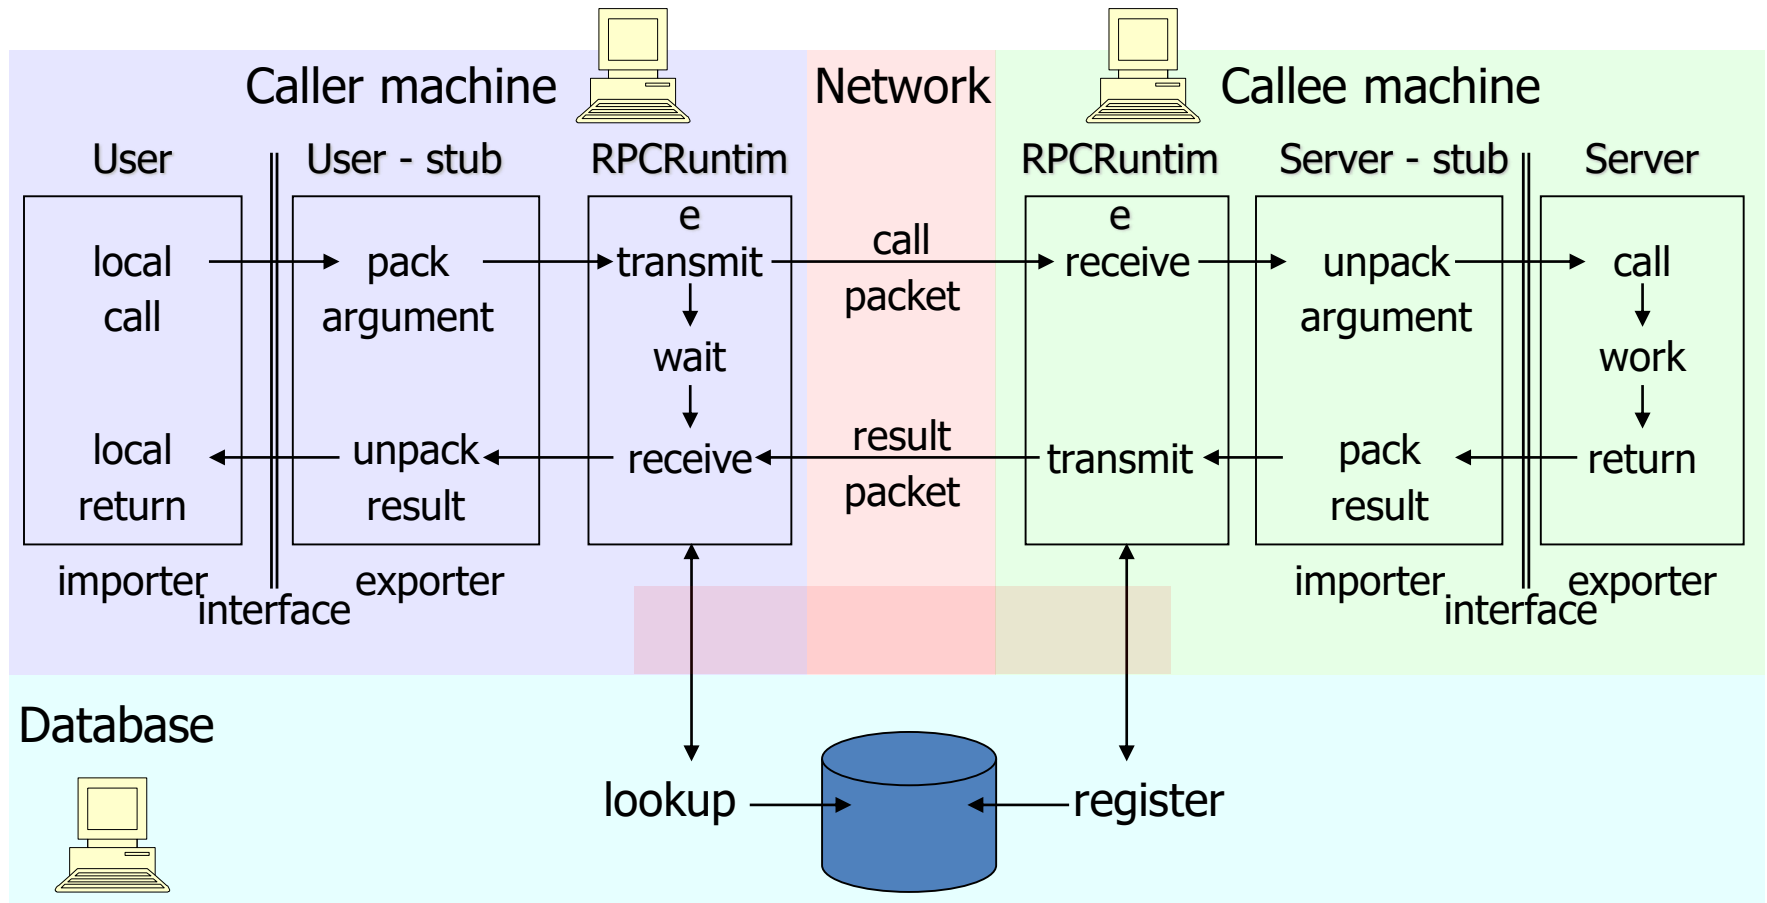 Caller machine
Network
Callee machine
User
User - stub
RPCRuntim
e
RPCRuntim
e
Server - stub
Server
local
call
pack
argument
transmit
call
packet
receive
unpack
argument
call
wait
work
local
return
unpack
result
receive
result
packet
transmit
pack
result
return
importer
interface
exporter
importer
interface
exporter
Database
lookup
register